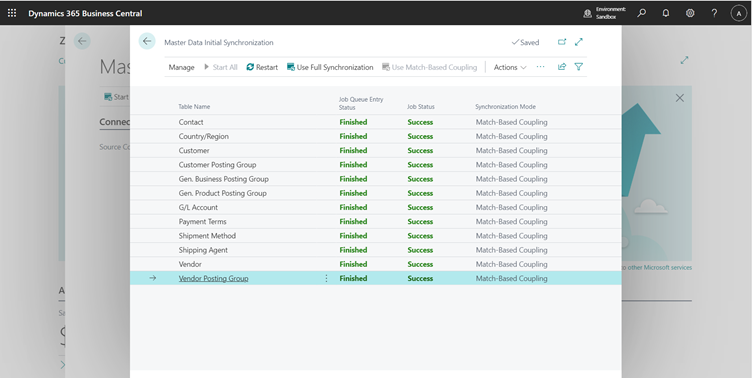 Dynamics 365 Business Central
Environment:
Sandbox
A
Master Data Initial Synchronization
Saved
Manage Start All Restart Use Full Synchronization Use Match-Based Coupling Actions
Start
Connec
Source Co
Table Name Job Queue Entry Status Job Status Synchronization Mode
Contact Finished Success Match-Based Coupling
Country/Region Finished Success Match-Based Coupling
Customer Finished Success Match-Based Coupling
Customer Posting Group Finished Success Match-Based Coupling
Gen. Business Posting Group Finished Success Match-Based Coupling
Gen. Product Posting Group Finished Success Match-Based Coupling
G/L Account Finished Success Match-Based Coupling
Payment Terms Finished Success Match-Based Coupling
Shipment Method Finished Success Match-Based Coupling
Shipping Agent Finished Success Match-Based Coupling
Vendor Finished Success Match-Based Coupling
to other Microsoft services
Vendor Posting Group Finished Success Match-Based Coupling